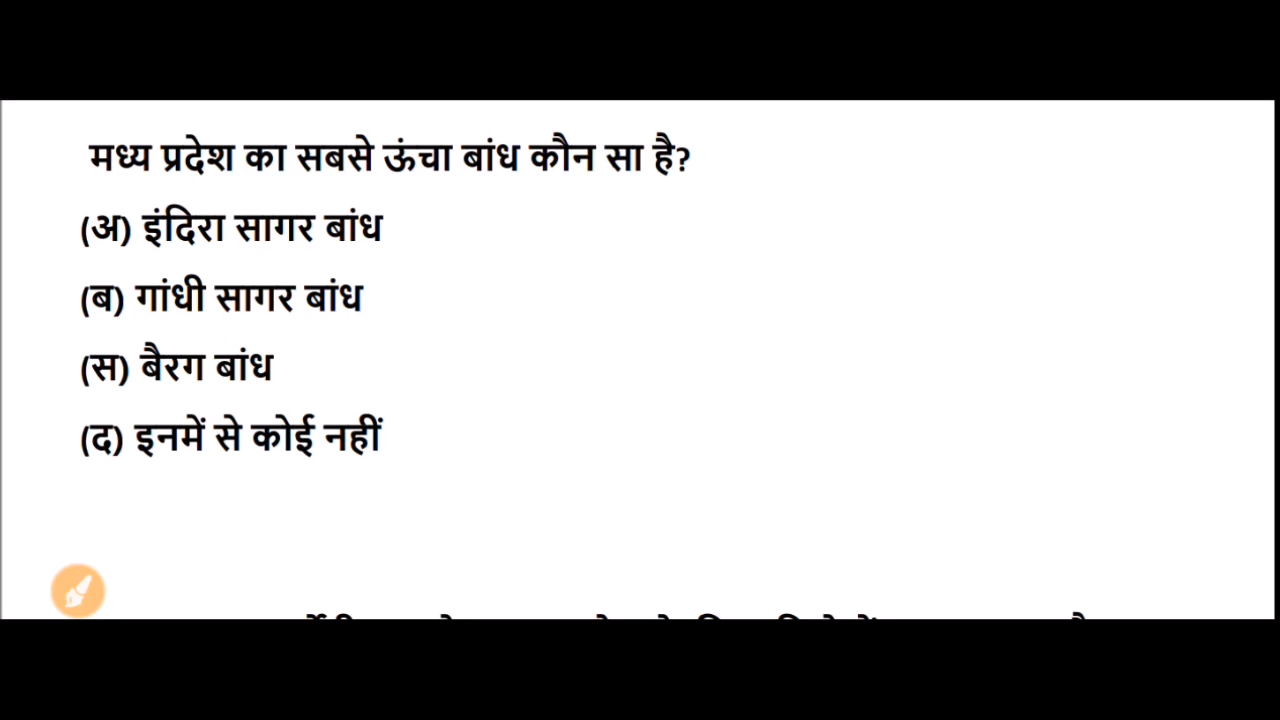 मध्य प्रदेश का सबसे ऊंचा बांध कौन सा है?
(अ) इंदिरा सागर बांध
(ब) गांधी सागर बांध
(स) बैरग बांध
(द) इनमें से कोई नहीं